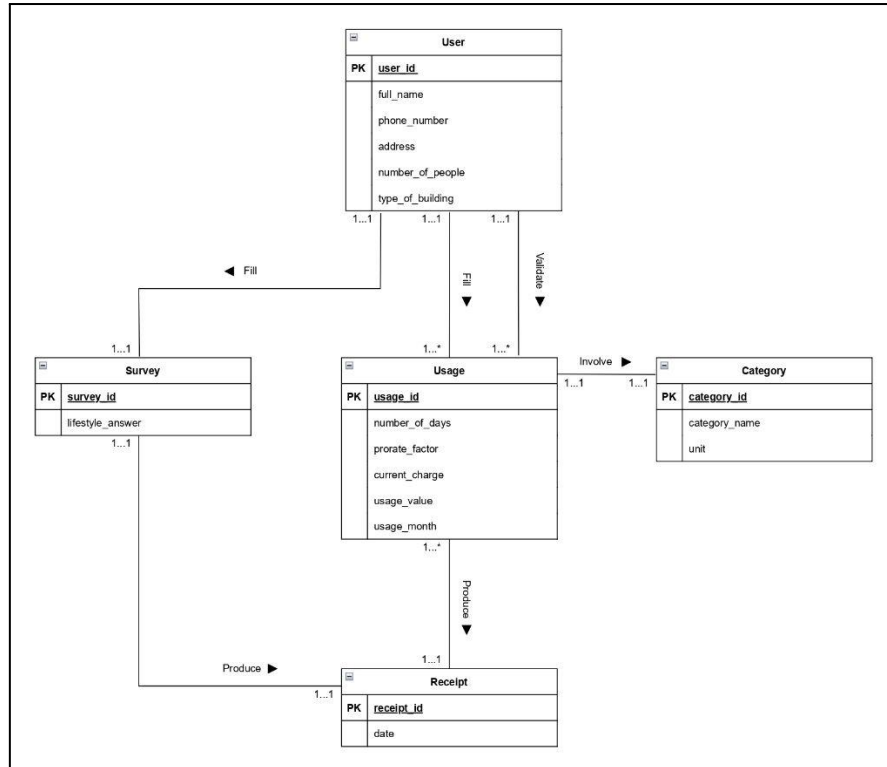 User
PK user_id
full_name
phone_number
address
number_of_people
type_of_building
1...1 1...1 1...1
Fill
Fill
Validate
1...1
1...*
1...*
Survey
PK survey_id
lifestyle_answer
1...1
Usage
PK usage_id
number_of_days
prorate_factor
current_charge
usage_value
usage_month
1...*
Involve
1...1 1...1
Category
PK category_id
category_name
unit
Produce
1...1
Produce
1...1
Receipt
PK receipt_id
date